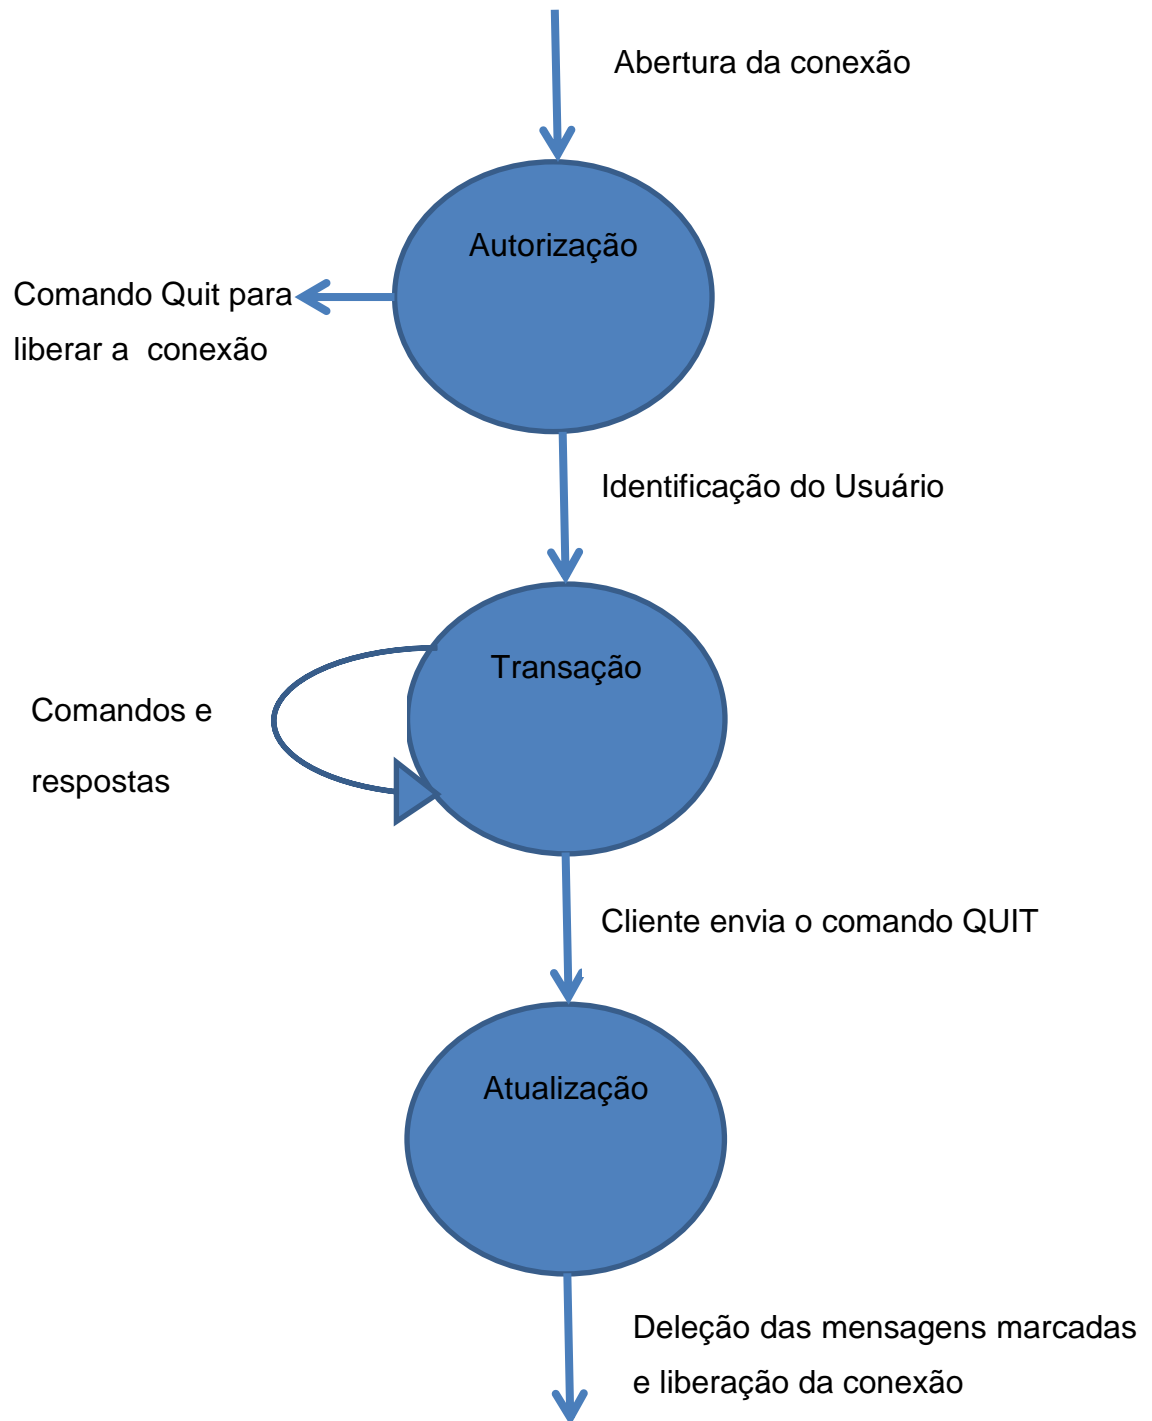 Abertura da conexão
Autorização
Comando Quit para
liberar a  conexão
Identificação do Usuário
Transação
Comandos e
respostas
Cliente envia o comando QUIT
Atualização
Deleção das mensagens marcadas
e liberação da conexão